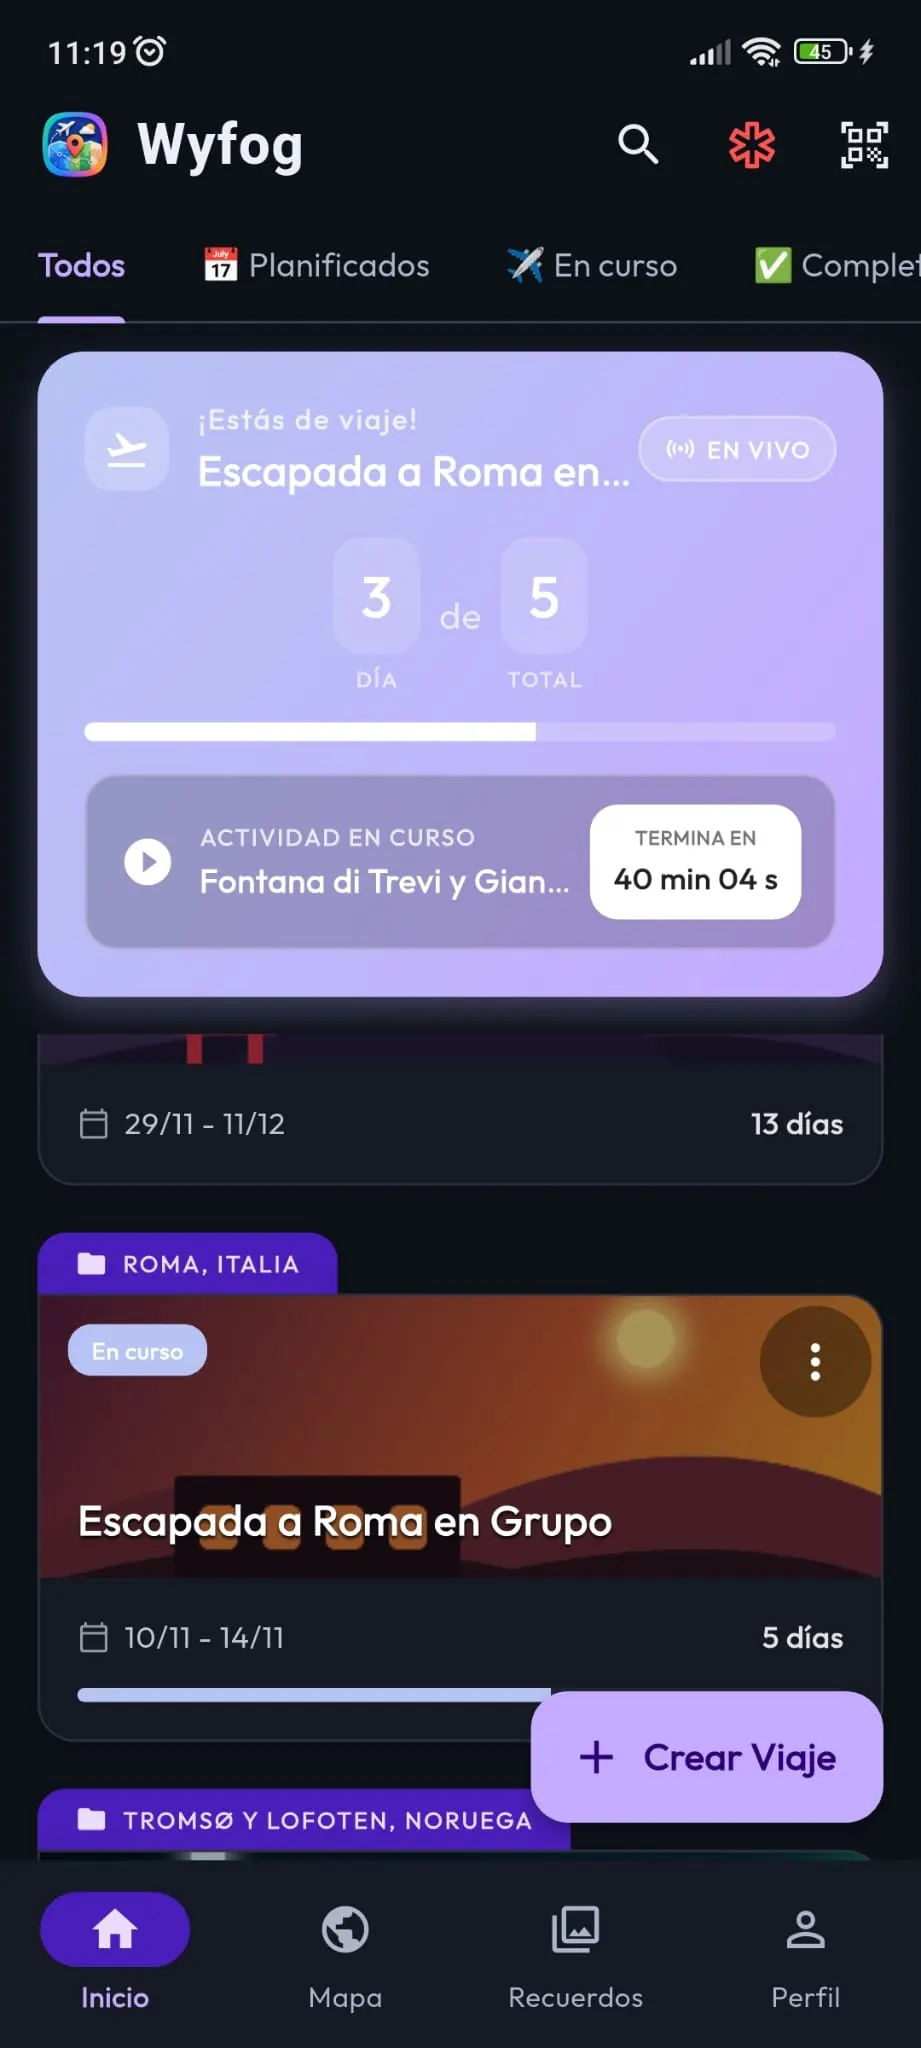 11:19
45
Wyfog
Todos
July 17 Planificados
En curso
Complet
¡Estás de viaje!
Escapada a Roma en...
EN VIVO
3 de 5
DÍA
TOTAL
ACTIVIDAD EN CURSO
Fontana di Trevi y Gian...
TERMINA EN
40 min 04 s
29/11 - 11/12
13 días
ROMA, ITALIA
En curso
Escapada a Roma en Grupo
10/11 - 14/11
5 días
+ Crear Viaje
TROMSØ Y LOFOTEN, NORUEGA
Inicio
Mapa
Recuerdos
Perfil